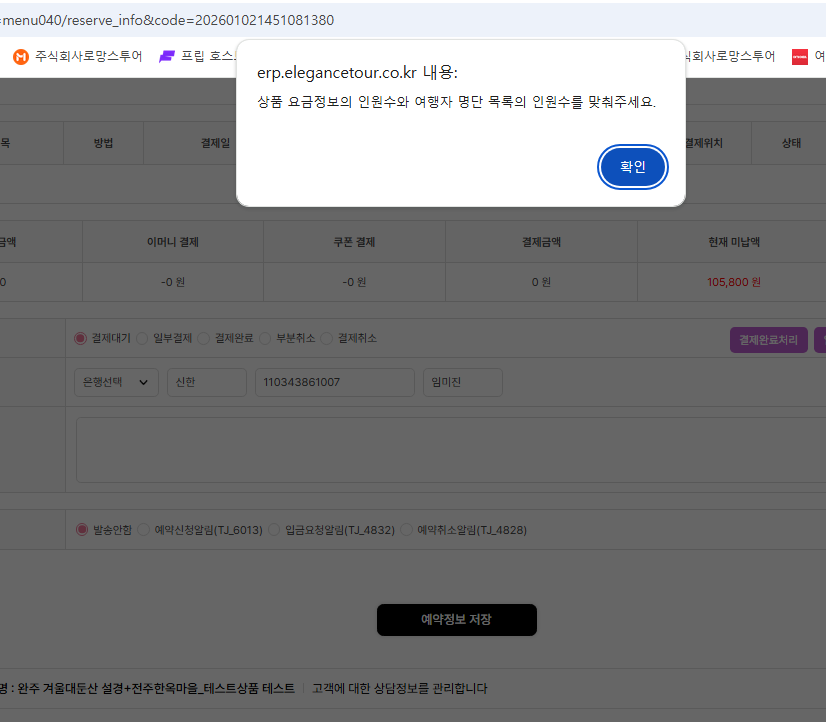 =menu040/reserve_info&code=202601021451081380
주식회사로망스투어 프립 호스
erp.elegancetour.co.kr 내용:
상품 요금정보의 인원수와 여행자 명단 목록의 인원수를 맞춰주세요.
확인
식회사로망스투어 여
목 방법 결제일 결제위치 상태
금액 이머니 결제 쿠폰 결제 결제금액 현재 미납액
0 -0 원 -0 원 0 원 105,800 원
결제대기 일부결제 결제완료 부분취소 결제취소 결제완료처리
은행선택 신한 110343861007 임미진
발송안함 예약신청알림(TJ_6013) 입금요청알림(TJ_4832) 예약취소알림(TJ_4828)
예약정보 저장
명 : 완주 겨울대둔산 설경+전주한옥마을_테스트상품 테스트 고객에 대한 상담정보를 관리합니다